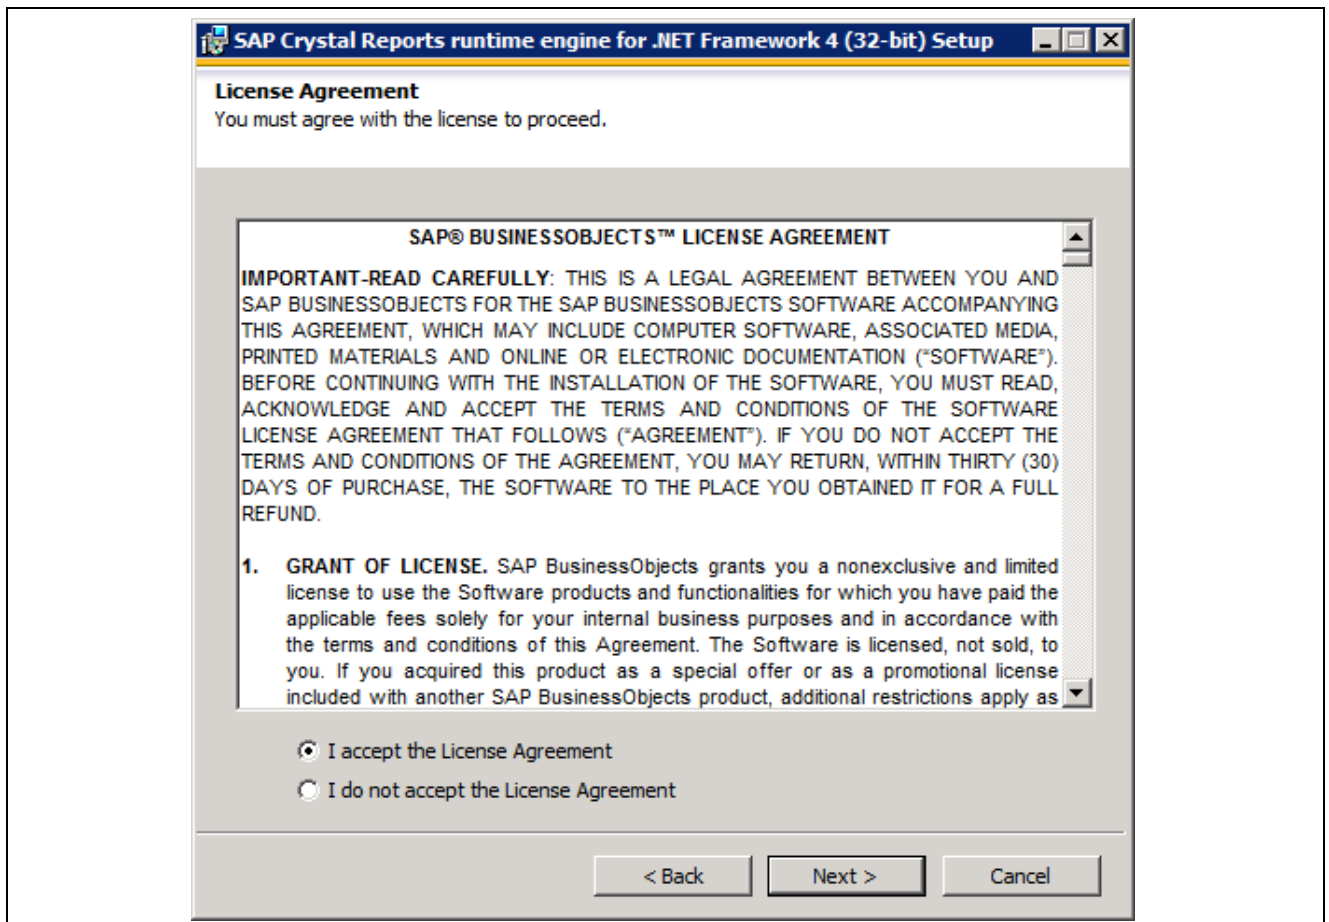 SAP Crystal Reports runtime engine for .NET Framework 4 (32-bit) Setup
License Agreement
You must agree with the license to proceed.
SAP® BUSINESSOBJECTS™ LICENSE AGREEMENT
IMPORTANT-READ CAREFULLY: THIS IS A LEGAL AGREEMENT BETWEEN YOU AND
SAP BUSINESSOBJECTS FOR THE SAP BUSINESSOBJECTS SOFTWARE ACCOMPANYING
THIS AGREEMENT, WHICH MAY INCLUDE COMPUTER SOFTWARE, ASSOCIATED MEDIA,
PRINTED MATERIALS AND ONLINE OR ELECTRONIC DOCUMENTATION (“SOFTWARE”).
BEFORE CONTINUING WITH THE INSTALLATION OF THE SOFTWARE, YOU MUST READ,
ACKNOWLEDGE AND ACCEPT THE TERMS AND CONDITIONS OF THE SOFTWARE
LICENSE AGREEMENT THAT FOLLOWS (“AGREEMENT”). IF YOU DO NOT ACCEPT THE
TERMS AND CONDITIONS OF THE AGREEMENT, YOU MAY RETURN, WITHIN THIRTY (30)
DAYS OF PURCHASE, THE SOFTWARE TO THE PLACE YOU OBTAINED IT FOR A FULL
REFUND.
1. GRANT OF LICENSE. SAP BusinessObjects grants you a nonexclusive and limited
license to use the Software products and functionalities for which you have paid the
applicable fees solely for your internal business purposes and in accordance with
the terms and conditions of this Agreement. The Software is licensed, not sold, to
you. If you acquired this product as a special offer or as a promotional license
included with another SAP BusinessObjects product, additional restrictions apply as
I accept the License Agreement
I do not accept the License Agreement
< Back Next > Cancel